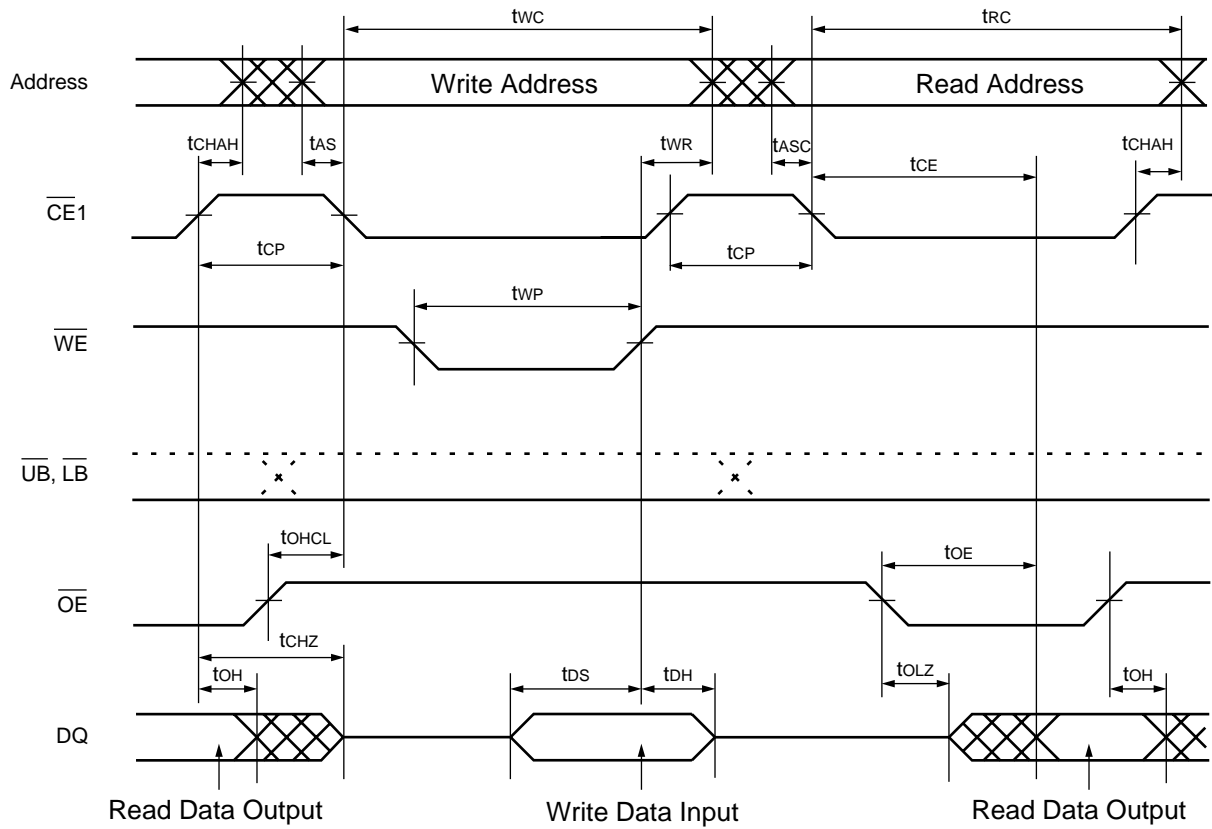 tWC
tRC
Address
Write Address
Read Address
tCHAH
tAS
tWR
tASC
tCHAH
tCE
CE1
tCP
tCP
tWP
WE
UB, LB
tOHCL
tOE
OE
tCHZ
tOH
tDS
tDH
tOLZ
tOH
DQ
Read Data Output
Write Data Input
Read Data Output